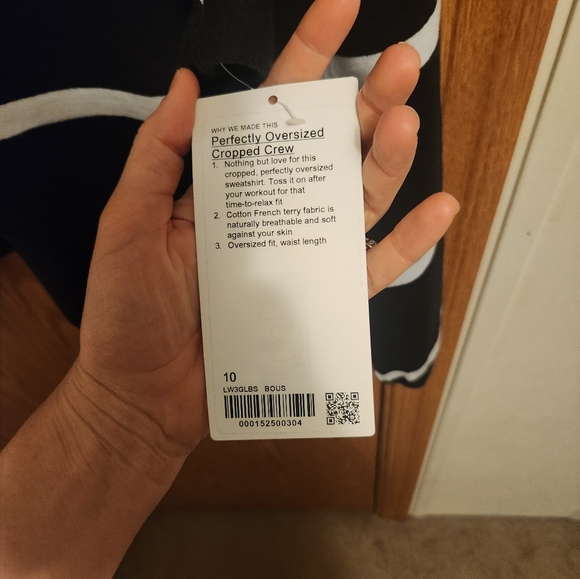 WHY WE MADE THIS
Perfectly Oversized
Cropped Crew
1. Nothing but love for this
cropped, perfectly oversized
sweatshirt. Toss it on after
your workout for that
time-to-relax fit
2. Cotton French terry fabric is
naturally breathable and soft
against your skin
3. Oversized fit, waist length
10
LW3GLBS BOUS
000152500304